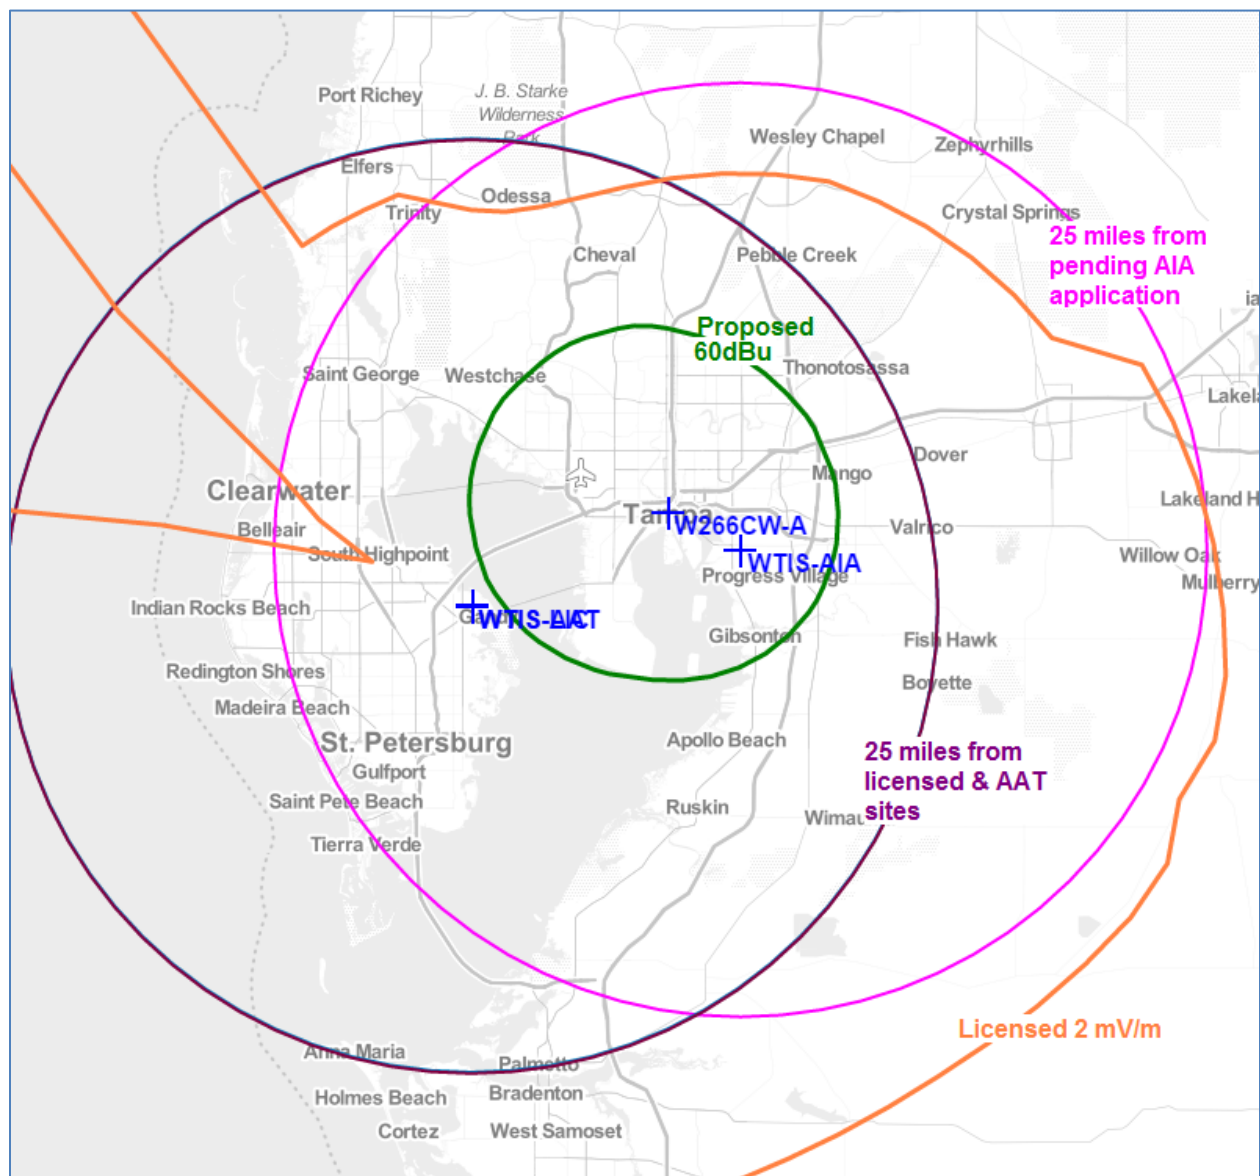 Port Richey
J. B. Starke
Wilderness
Park
Wesley Chapel
Zephyrhills
Elfers
Odessa
Trinity
Crystal Springs
25 miles from
pending AIA
application
Cheval
Pebble Creek
Proposed
60dBu
Saint George
Westchase
Thonotosassa
Dover
Mango
Clearwater
Lakeland H
Tampa
W266CW-A
Valrico
Belleair
South Highpoint
WTIS-AIA
Willow Oak
Progress Village
Mulberry
Indian Rocks Beach
Gibsonton
Fish Hawk
Redington Shores
Boyette
Madeira Beach
St. Petersburg
Apollo Beach
25 miles from
licensed & AAT
sites
Gulfport
Saint Pete Beach
Ruskin
Wimau
Tierra Verde
Licensed 2 mV/m
Anna Maria
Palmetto
Holmes Beach
Bradenton
Cortez
West Samoset